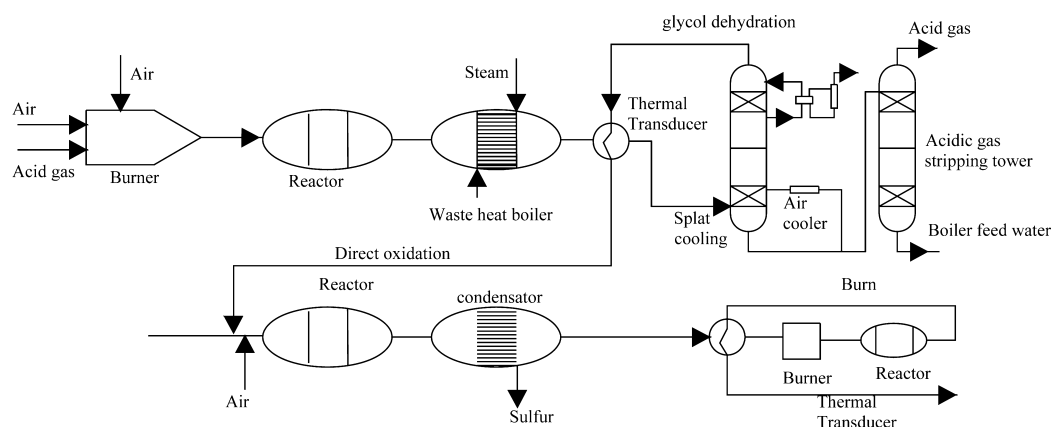 glycol dehydration
Acid gas
Air
Steam
Air
Thermal
Transducer
Acid gas
Burner
Reactor
Waste heat boiler
Splat
cooling
Air
cooler
Acidic gas
stripping tower
Boiler feed water
Direct oxidation
Reactor
condensator
Burn
Air
Sulfur
Burner
Reactor
Thermal
Transducer